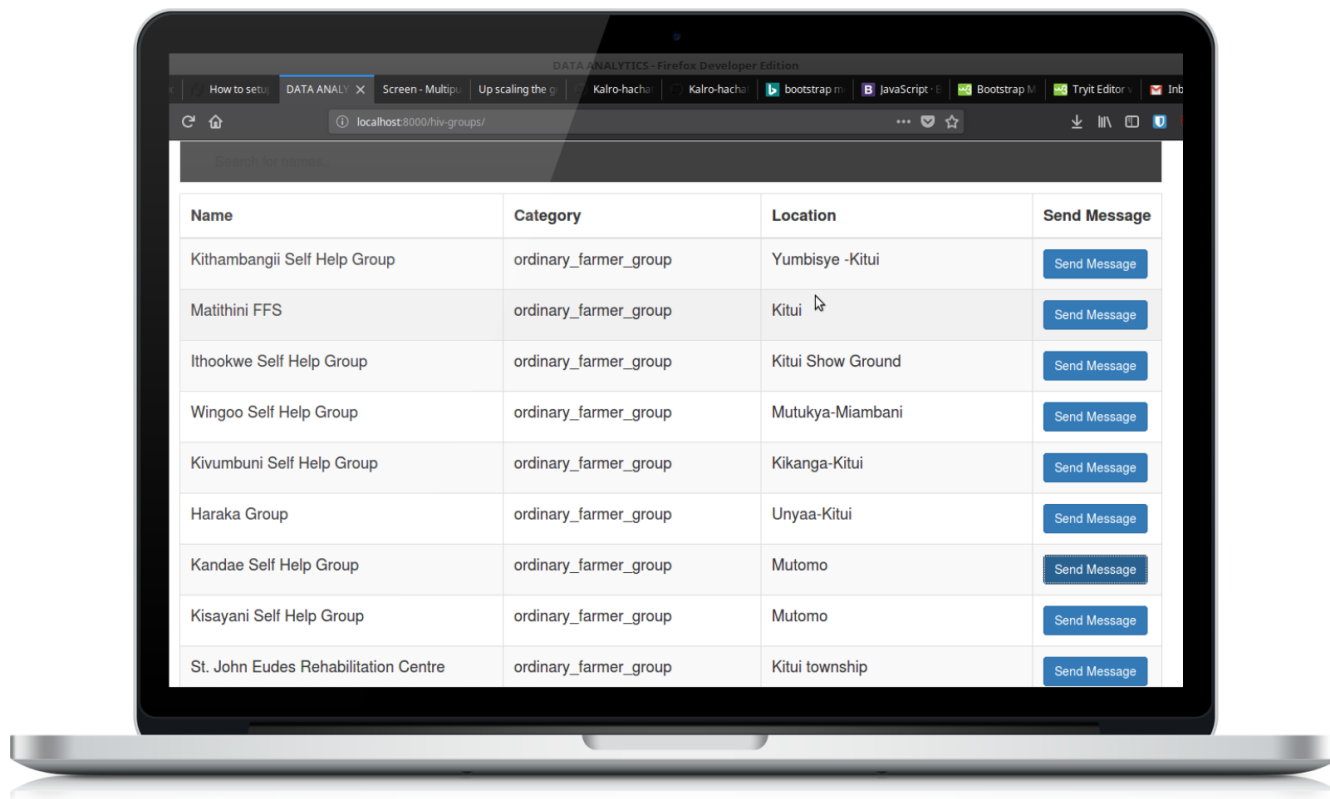 DATA ANALYTICS - Firefox Developer Edition
How to setu DATA ANALY Screen - Multipu Up scaling the g Kalro-hacha Kalro-hacha bootstrap m JavaScript · B Bootstrap M Tryit Editor v Inb
localhost:8000/hiv-groups/
Search for names...
Name Category Location Send Message
Kithambangii Self Help Group ordinary_farmer_group Yumbisye -Kitui Send Message
Matithini FFS ordinary_farmer_group Kitui Send Message
Ithookwe Self Help Group ordinary_farmer_group Kitui Show Ground Send Message
Wingoo Self Help Group ordinary_farmer_group Mutukya-Miambani Send Message
Kivumbuni Self Help Group ordinary_farmer_group Kikanga-Kitui Send Message
Haraka Group ordinary_farmer_group Unyaa-Kitui Send Message
Kandae Self Help Group ordinary_farmer_group Mutomo Send Message
Kisayani Self Help Group ordinary_farmer_group Mutomo Send Message
St. John Eudes Rehabilitation Centre ordinary_farmer_group Kitui township Send Message